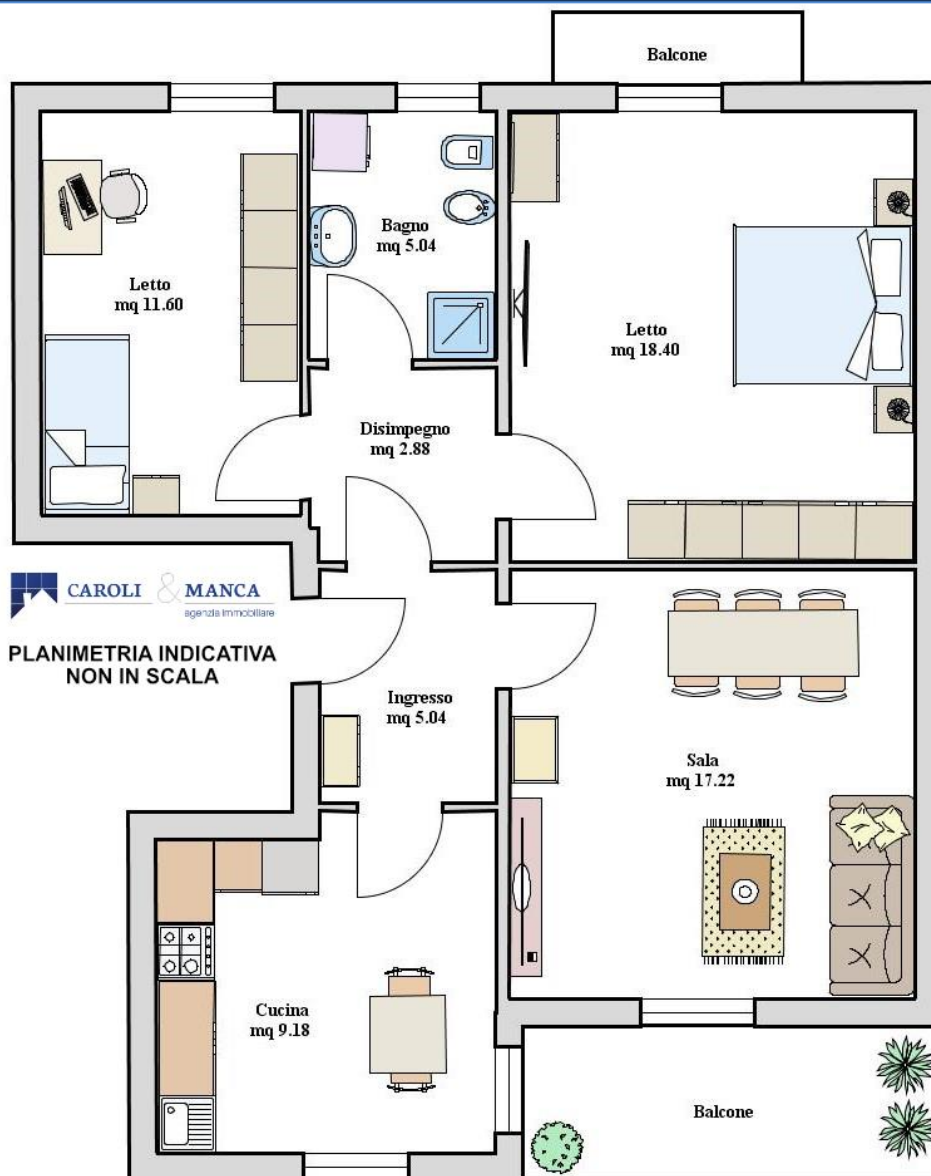 Balcone
Bagno
mq 5.04
Letto
mq 11.60
Letto
mq 18.40
Disimpegno
mq 2.88
CAROLI & MANCA
agenzia immobiliare
PLANIMETRIA INDICATIVA
NON IN SCALA
Ingresso
mq 5.04
Sala
mq 17.22
Cucina
mq 9.18
Balcone